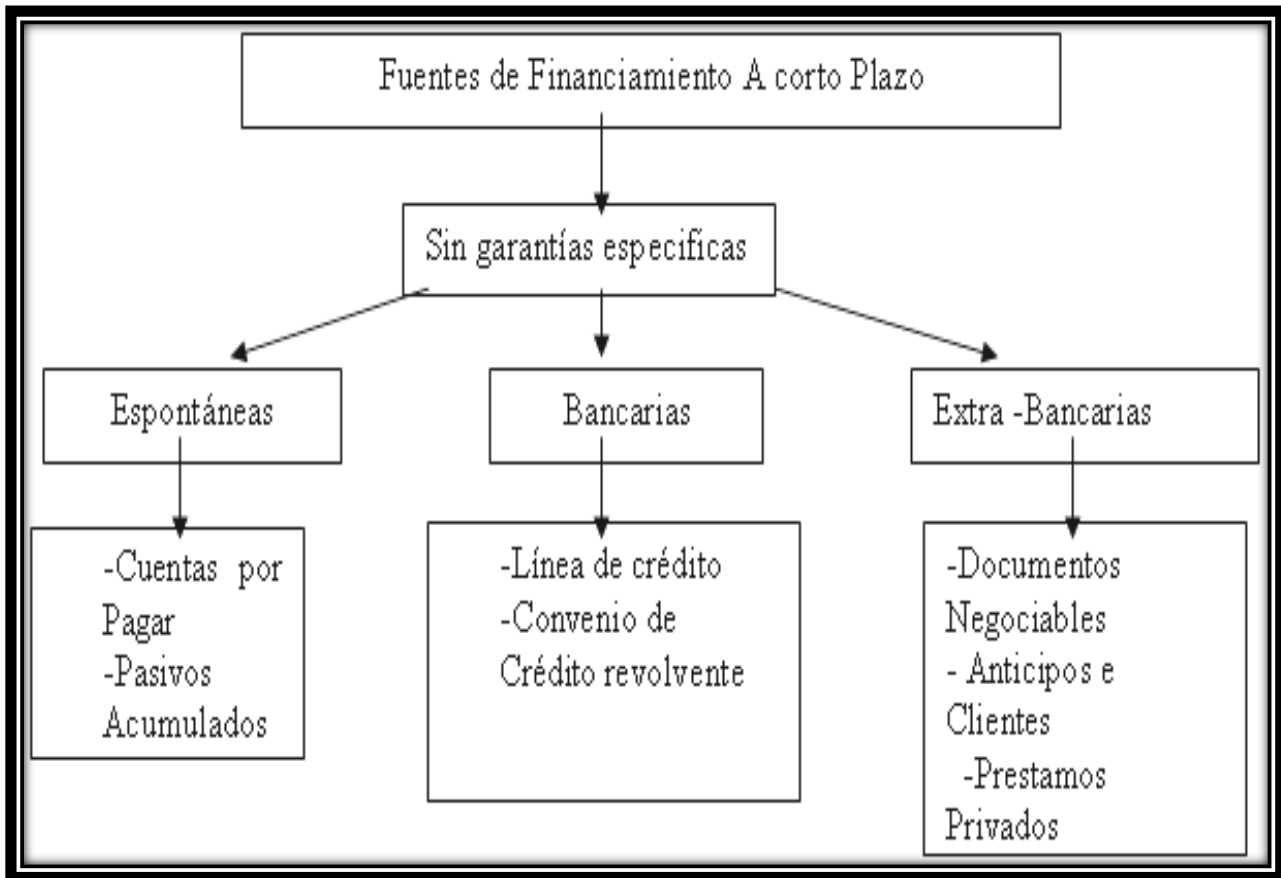 Fuentes de Financiamiento A corto Plazo
Sin garantías especificas
Espontáneas
Bancarias
Extra -Bancarias
-Cuentas por
Pagar
-Pasivos
Acumulados
-Línea de crédito
-Convenio de
Crédito revolvente
-Documentos
Negociables
- Anticipos e
Clientes
-Prestamos
Privados